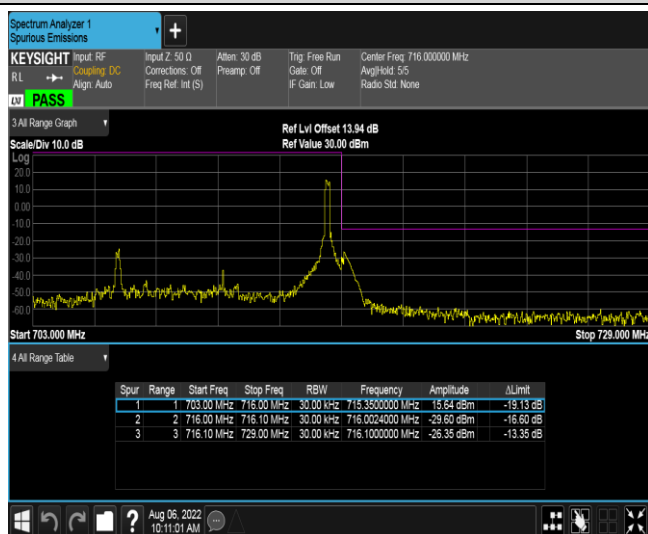 Spectrum Analyzer 1
Spurious Emissions
+
KEYSIGHT
RL
LXI PASS
Input: RF
Coupling: DC
Align: Auto
Input Z: 50 Ω
Corrections: Off
Freq Ref: Int (S)
Atten: 30 dB
Preamp: Off
Trig: Free Run
Gate: Off
IF Gain: Low
Center Freq: 716.000000 MHz
Avg|Hold: 5/5
Radio Std: None
3 All Range Graph
Scale/Div 10.0 dB
Ref Lvl Offset 13.94 dB
Ref Value 30.00 dBm
Log
20.0
10.0
0.00
-10.0
-20.0
-30.0
-40.0
-50.0
-60.0
Start 703.000 MHz
Stop 729.000 MHz
4 All Range Table
Spur Range Start Freq Stop Freq RBW Frequency Amplitude ΔLimit
1 1 703.00 MHz 716.00 MHz 30.00 kHz 715.3500000 MHz 15.64 dBm -19.13 dB
2 2 716.00 MHz 716.10 MHz 30.00 kHz 716.0024000 MHz -29.60 dBm -16.60 dB
3 3 716.10 MHz 729.00 MHz 30.00 kHz 716.1000000 MHz -26.35 dBm -13.35 dB
?
Aug 06, 2022
10:11:01 AM